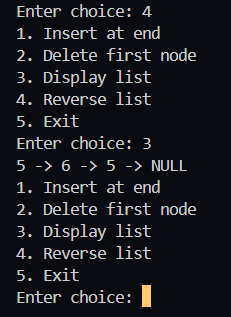 Enter choice: 4
1. Insert at end
2. Delete first node
3. Display list
4. Reverse list
5. Exit
Enter choice: 3
5 -> 6 -> 5 -> NULL
1. Insert at end
2. Delete first node
3. Display list
4. Reverse list
5. Exit
Enter choice: